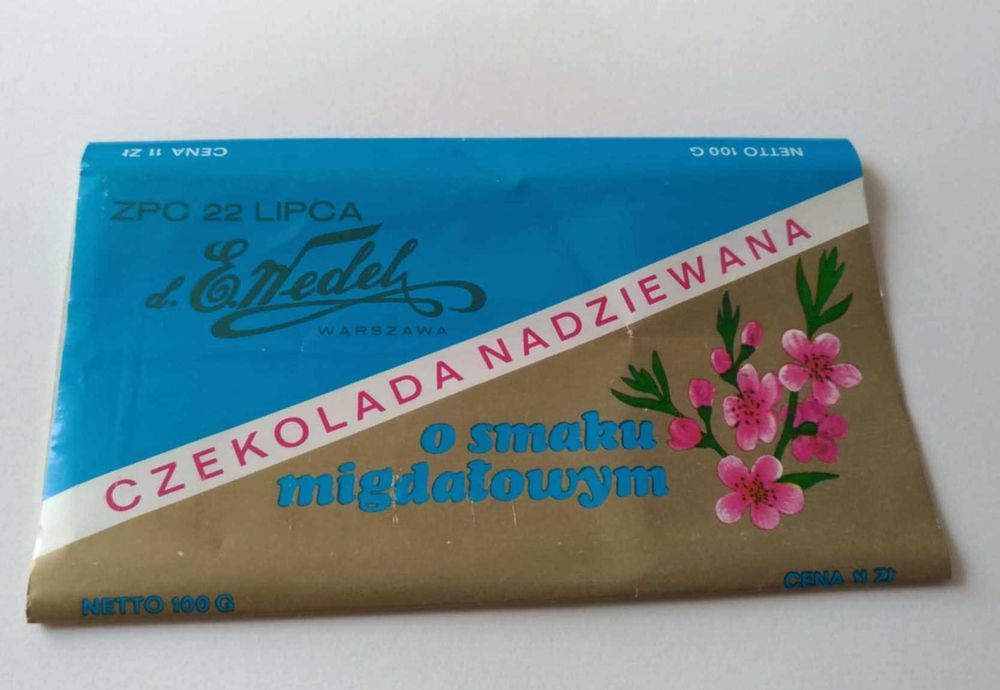 CENA 11 ZŁ
NETTO 100 G
ZPC 22 LIPCA
d. E. Wedel
WARSZAWA
CZEKOLADA NADZIEWANA
o smaku
migdałowym
NETTO 100 G
CENA 11 ZŁ